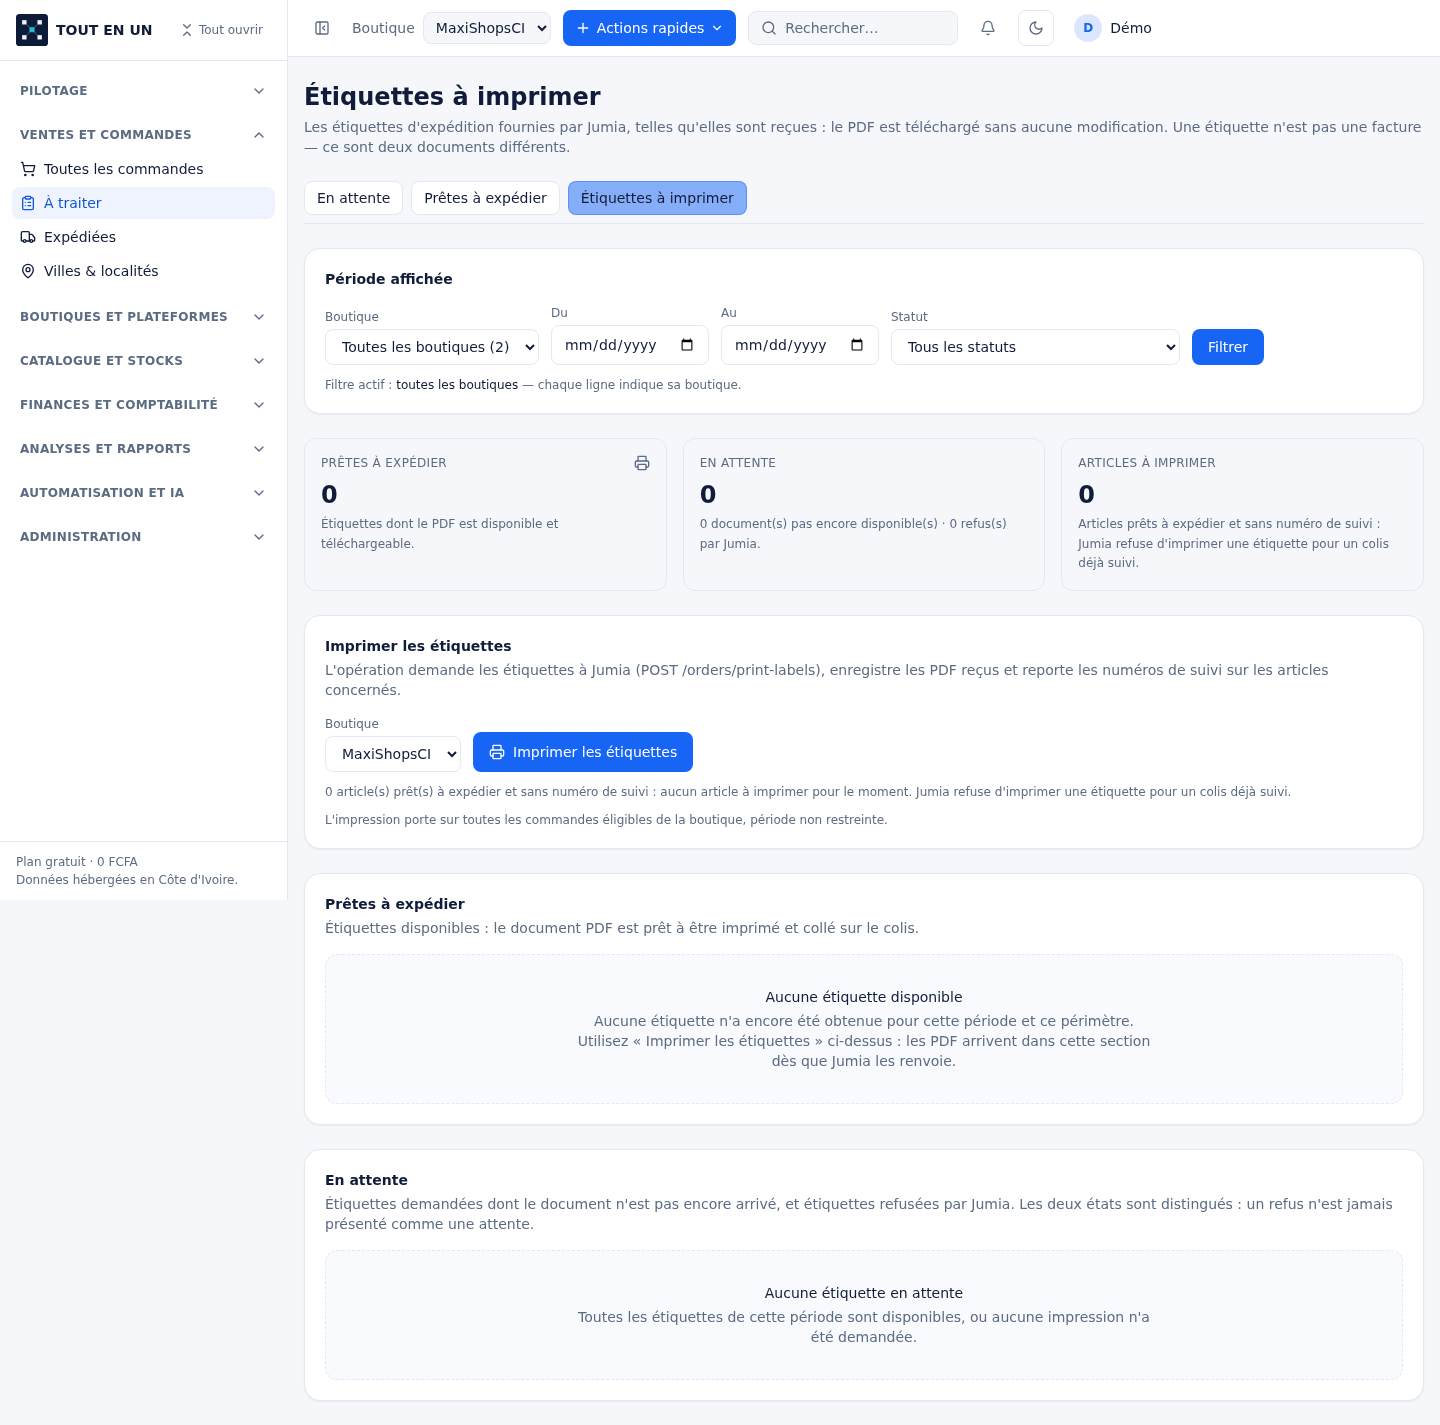 TOUT EN UN
Tout ouvrir
Boutique
MaxiShopsCI
Actions rapides
Rechercher...
D
Démo
PILOTAGE
VENTES ET COMMANDES
Toutes les commandes
À traiter
Expédiées
Villes & localités
BOUTIQUES ET PLATEFORMES
CATALOGUE ET STOCKS
FINANCES ET COMPTABILITÉ
ANALYSES ET RAPPORTS
AUTOMATISATION ET IA
ADMINISTRATION
Plan gratuit · 0 FCFA
Données hébergées en Côte d'Ivoire.
Étiquettes à imprimer
Les étiquettes d'expédition fournies par Jumia, telles qu'elles sont reçues : le PDF est téléchargé sans aucune modification. Une étiquette n'est pas une facture
— ce sont deux documents différents.
En attente
Prêtes à expédier
Étiquettes à imprimer
Période affichée
Boutique
Du
Au
Statut
Toutes les boutiques (2)
mm/dd/yyyy
mm/dd/yyyy
Tous les statuts
Filtrer
Filtre actif : toutes les boutiques — chaque ligne indique sa boutique.
PRÊTES À EXPÉDIER
0
Étiquettes dont le PDF est disponible et
téléchargeable.
EN ATTENTE
0
0 document(s) pas encore disponible(s) · 0 refus(s)
par Jumia.
ARTICLES À IMPRIMER
0
Articles prêts à expédier et sans numéro de suivi :
Jumia refuse d'imprimer une étiquette pour un colis
déjà suivi.
Imprimer les étiquettes
L'opération demande les étiquettes à Jumia (POST /orders/print-labels), enregistre les PDF reçus et reporte les numéros de suivi sur les articles
concernés.
Boutique
MaxiShopsCI
Imprimer les étiquettes
0 article(s) prêt(s) à expédier et sans numéro de suivi : aucun article à imprimer pour le moment. Jumia refuse d'imprimer une étiquette pour un colis déjà suivi.
L'impression porte sur toutes les commandes éligibles de la boutique, période non restreinte.
Prêtes à expédier
Étiquettes disponibles : le document PDF est prêt à être imprimé et collé sur le colis.
Aucune étiquette disponible
Aucune étiquette n'a encore été obtenue pour cette période et ce périmètre.
Utilisez « Imprimer les étiquettes » ci-dessus : les PDF arrivent dans cette section
dès que Jumia les renvoie.
En attente
Étiquettes demandées dont le document n'est pas encore arrivé, et étiquettes refusées par Jumia. Les deux états sont distingués : un refus n'est jamais
présenté comme une attente.
Aucune étiquette en attente
Toutes les étiquettes de cette période sont disponibles, ou aucune impression n'a
été demandée.